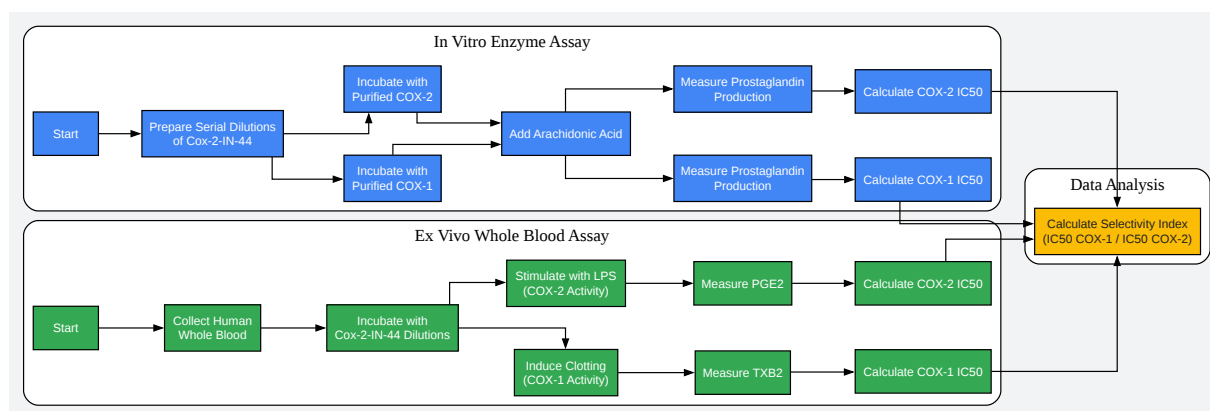 In Vitro Enzyme Assay
Start
Prepare Serial Dilutions
of Cox-2-IN-44
Incubate with
Purified COX-2
Incubate with
Purified COX-1
Add Arachidonic Acid
Measure Prostaglandin
Production
Calculate COX-2 IC50
Measure Prostaglandin
Production
Calculate COX-1 IC50
Data Analysis
Calculate Selectivity Index
(IC50 COX-1 / IC50 COX-2)
Ex Vivo Whole Blood Assay
Start
Collect Human
Whole Blood
Incubate with
Cox-2-IN-44 Dilutions
Stimulate with LPS
(COX-2 Activity)
Measure PGE2
Calculate COX-2 IC50
Induce Clotting
(COX-1 Activity)
Measure TXB2
Calculate COX-1 IC50